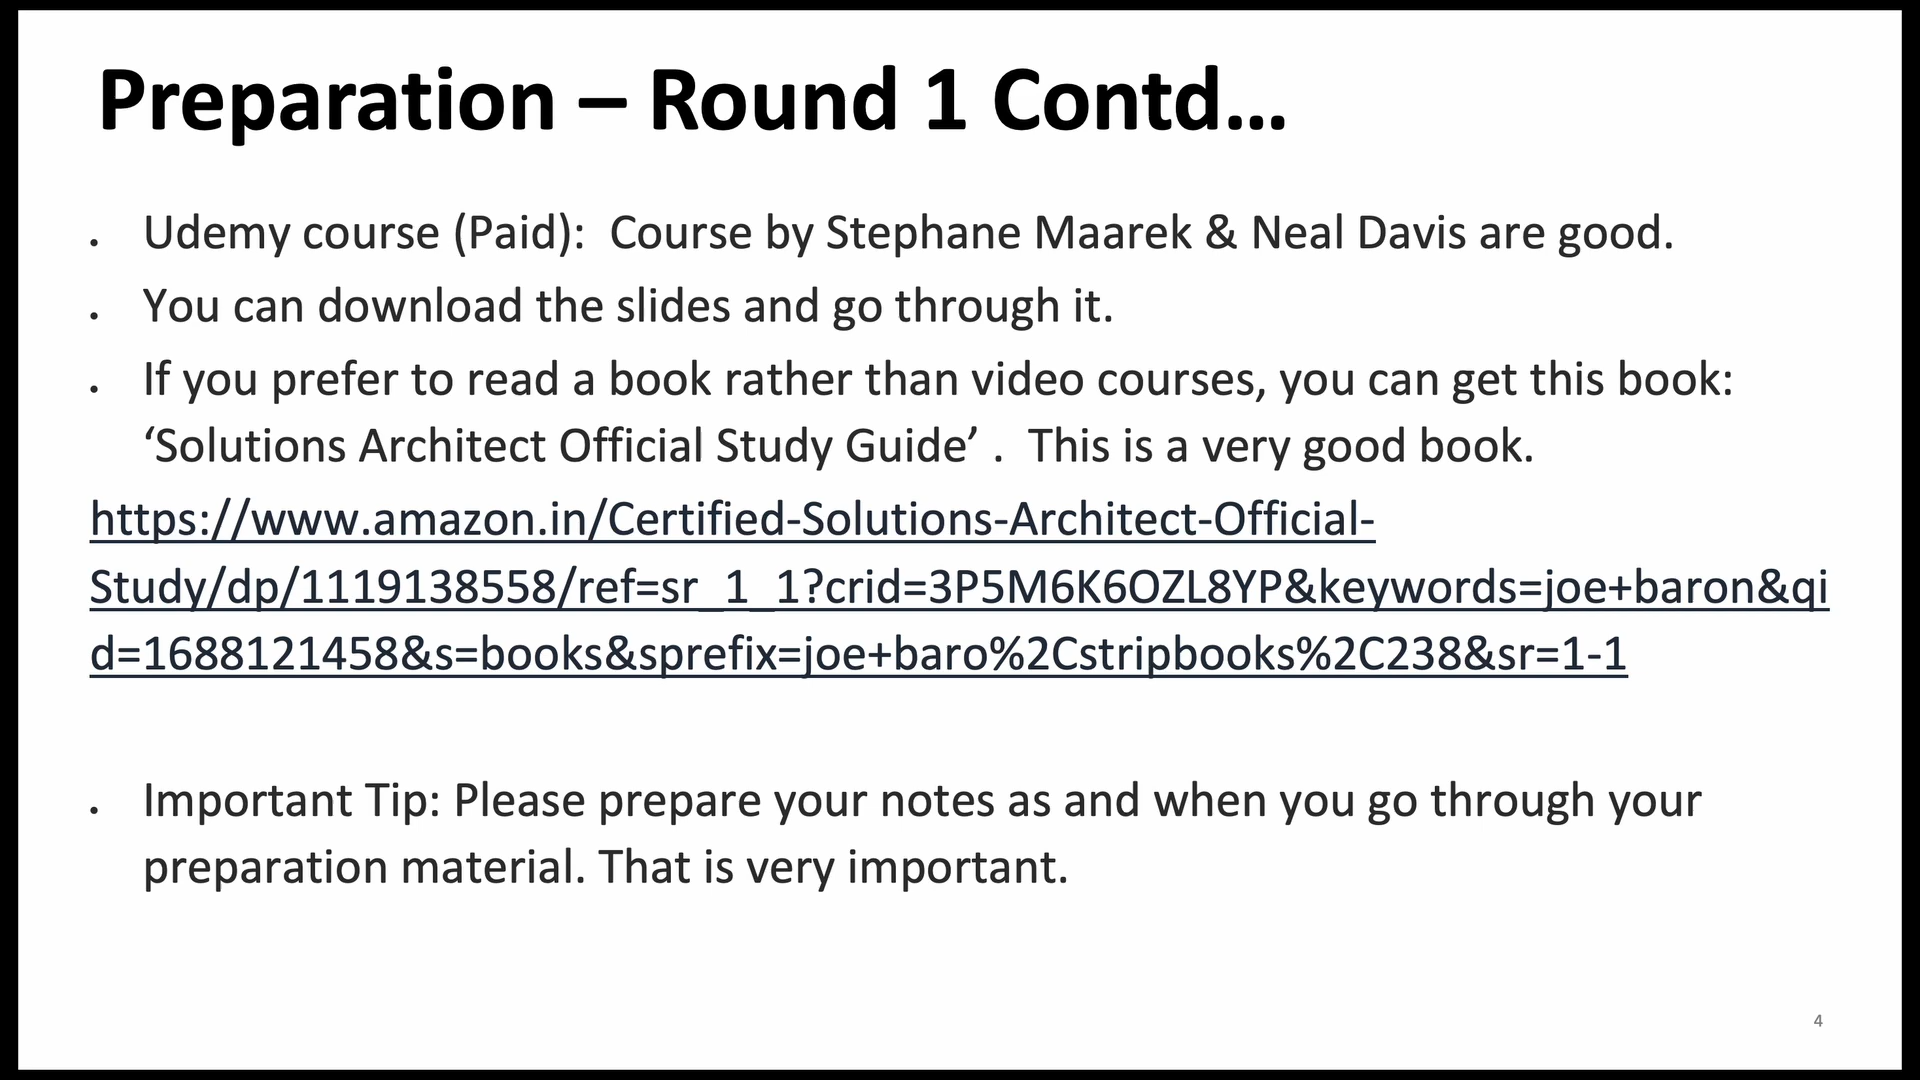 Preparation – Round 1 Contd...
• Udemy course (Paid):  Course by Stephane Maarek & Neal Davis are good.
• You can download the slides and go through it.
• If you prefer to read a book rather than video courses, you can get this book:
‘Solutions Architect Official Study Guide’ .  This is a very good book.
https://www.amazon.in/Certified-Solutions-Architect-Official-
Study/dp/1119138558/ref=sr_1_1?crid=3P5M6K6OZL8YP&keywords=joe+baron&qi
d=1688121458&s=books&sprefix=joe+baro%2Cstripbooks%2C238&sr=1-1
• Important Tip: Please prepare your notes as and when you go through your
preparation material. That is very important.
4